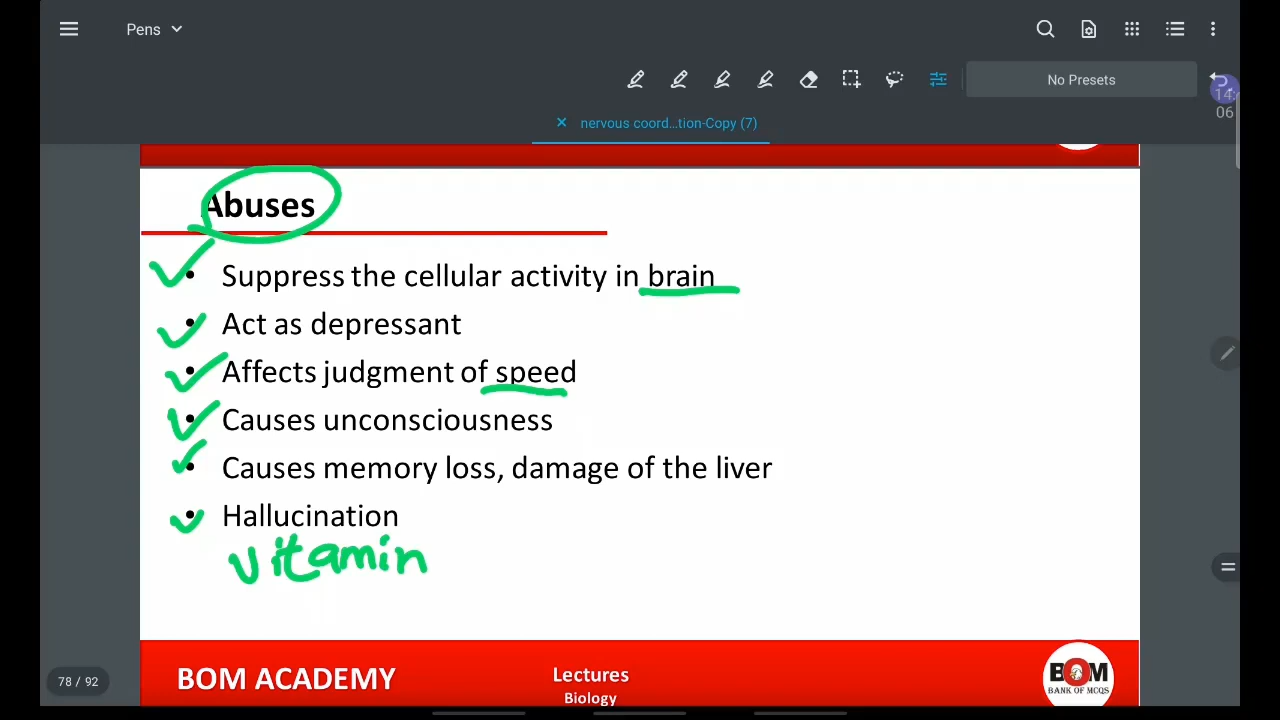 Pens
No Presets
14:
06
nervous coord...tion-Copy (7)
Abuses
• Suppress the cellular activity in brain
• Act as depressant
• Affects judgment of speed
• Causes unconsciousness
• Causes memory loss, damage of the liver
• Hallucination
Vitamin
78 / 92
BOM ACADEMY
Lectures
Biology
BOM
BANK OF MCQS